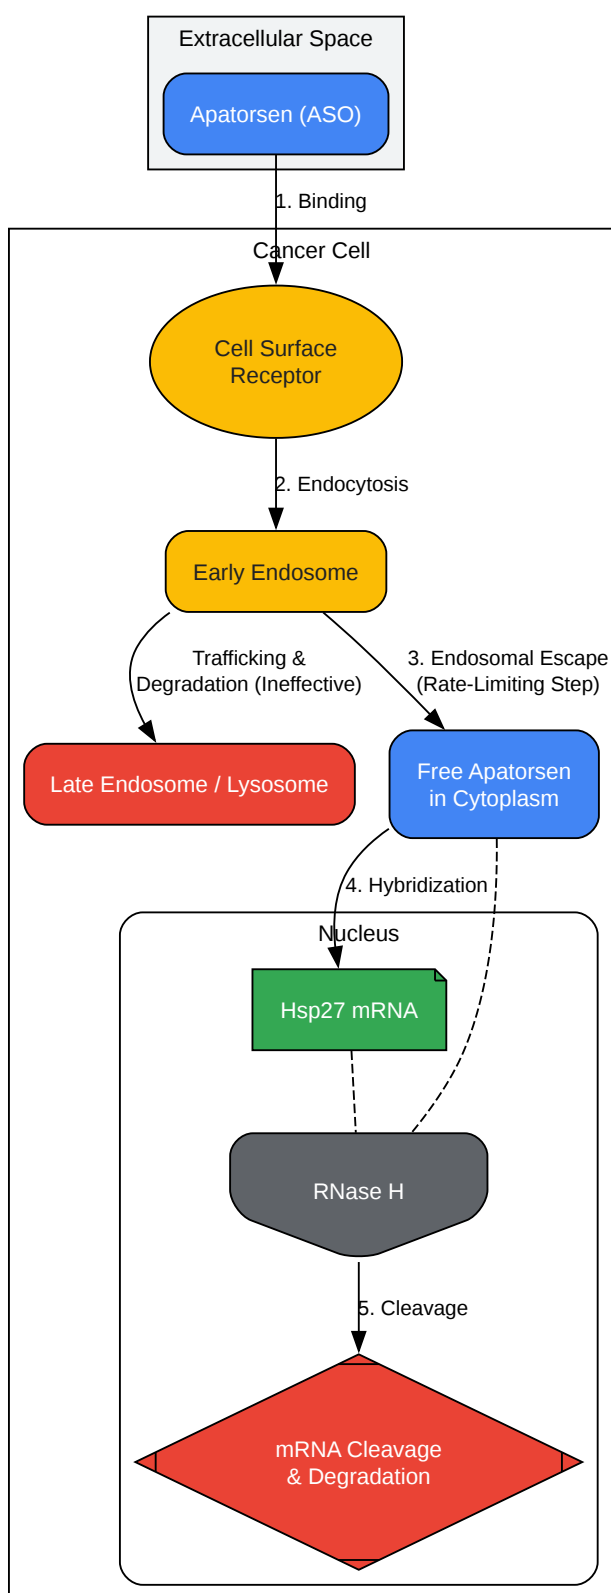 Extracellular Space
Apatorsen (ASO)
1. Binding
Cancer Cell
Cell Surface
Receptor
2. Endocytosis
Early Endosome
Trafficking &
Degradation (Ineffective)
3. Endosomal Escape
(Rate-Limiting Step)
Late Endosome / Lysosome
Free Apatorsen
in Cytoplasm
4. Hybridization
Nucleus
Hsp27 mRNA
RNase H
5. Cleavage
mRNA Cleavage
& Degradation